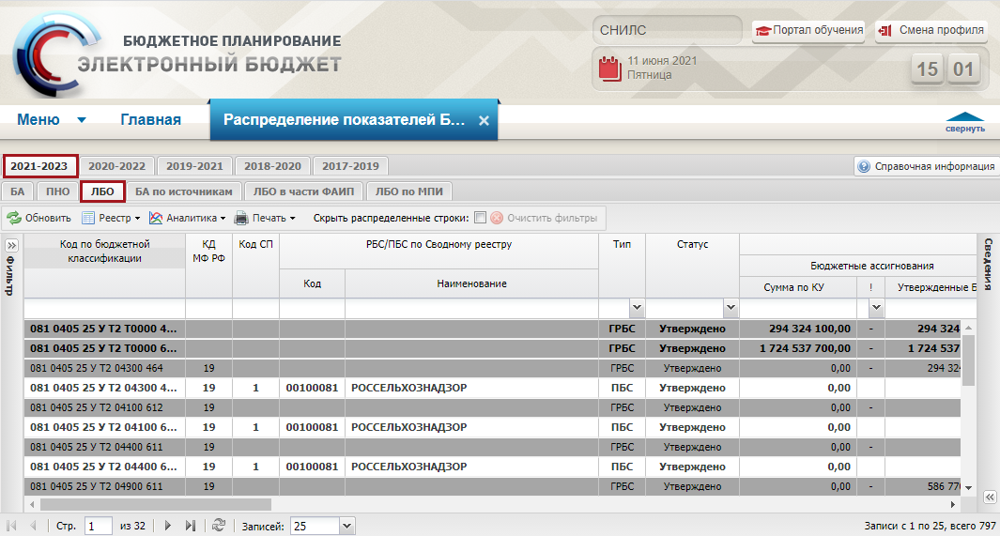 БЮДЖЕТНОЕ ПЛАНИРОВАНИЕ
ЭЛЕКТРОННЫЙ БЮДЖЕТ
СНИЛС
Портал обучения
Смена профиля
11 июня 2021
Пятница
15 01
Меню Главная Распределение показателей Б... ×
свернуть
2021-2023 2020-2022 2019-2021 2018-2020 2017-2019
Справочная информация
БА ПНО ЛБО БА по источникам ЛБО в части ФАИП ЛБО по МПИ
Обновить Реестр Аналитика Печать Скрыть распределенные строки: Очистить фильтры
Фильтр
Сведения
Код по бюджетной классификации КД МФ РФ Код СП РБС/ПБС по Сводному реестру Тип Статус
Бюджетные ассигнования
Код Наименование Сумма по КУ ! Утвержденные Б
081 0405 25 У Т2 Т0000 4... ГРБС Утверждено 294 324 100,00 - 294 324
081 0405 25 У Т2 Т0000 6... ГРБС Утверждено 1 724 537 700,00 - 1 724 537
081 0405 25 У Т2 04300 464 19 ГРБС Утверждено 0,00 - 294 324
081 0405 25 У Т2 04300 4... 19 1 00100081 РОССЕЛЬХОЗНАДЗОР ПБС Утверждено 0,00
081 0405 25 У Т2 04100 612 19 ГРБС Утверждено 0,00 -
081 0405 25 У Т2 04100 6... 19 1 00100081 РОССЕЛЬХОЗНАДЗОР ПБС Утверждено 0,00
081 0405 25 У Т2 04400 611 19 ГРБС Утверждено 0,00 -
081 0405 25 У Т2 04400 6... 19 1 00100081 РОССЕЛЬХОЗНАДЗОР ПБС Утверждено 0,00
081 0405 25 У Т2 04900 611 19 ГРБС Утверждено 0,00 - 586 770
Стр. 1 из 32 Записей: 25 Записи с 1 по 25, всего 797